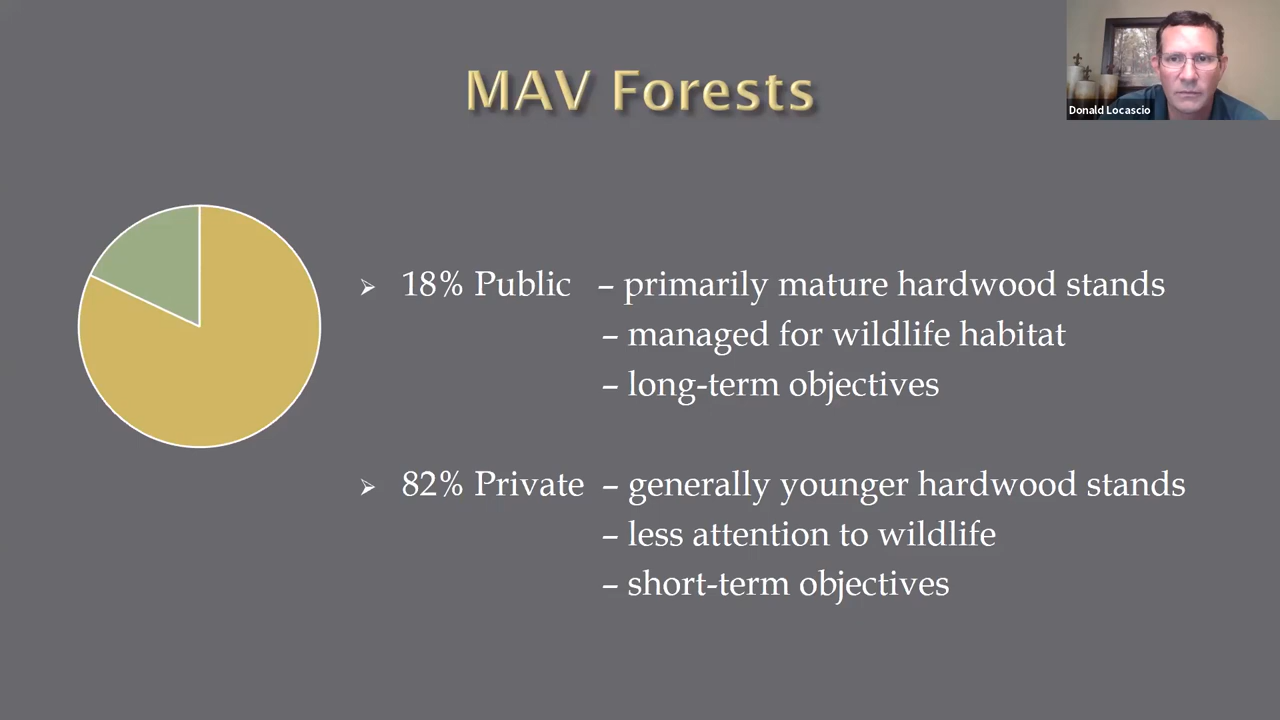 MAV Forests
Donald Locascio
➢ 18% Public – primarily mature hardwood stands
– managed for wildlife habitat
– long-term objectives
➢ 82% Private – generally younger hardwood stands
– less attention to wildlife
– short-term objectives